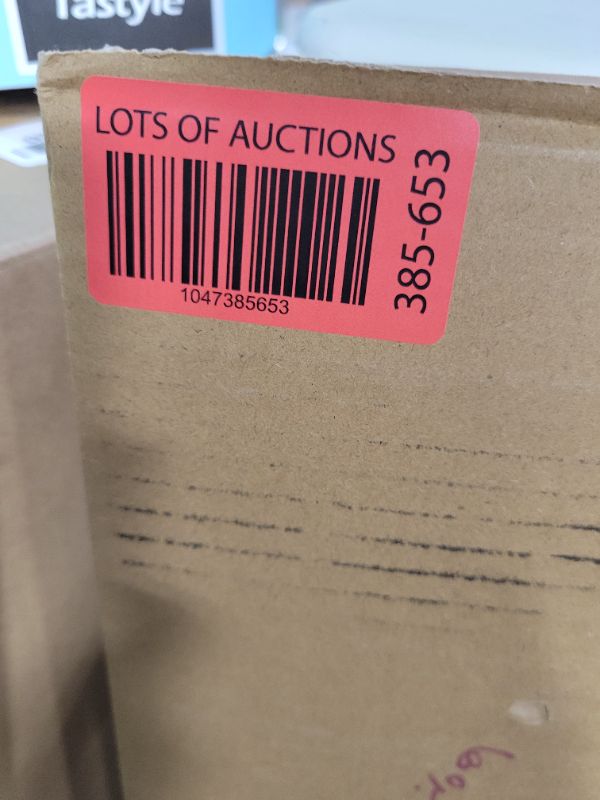 Tastyle
LOTS OF AUCTIONS
1047385653
385-653